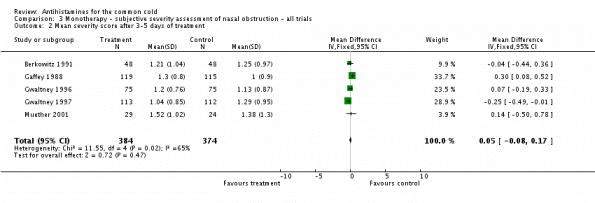 Review: Antihistamines for the common cold
Comparison: 3 Monotherapy - subjective severity assessment of nasal obstruction - all trials
Outcome: 2 Mean severity score after 3-5 days of treatment
Study or subgroup Treatment Control Mean Difference Weight Mean Difference
N Mean(SD) N Mean(SD) IV,Fixed,95% CI IV,Fixed,95% CI
Berkowitz 1991 48 1.21 (1.04) 48 1.25 (0.97) 9.9 % -0.04 [-0.44, 0.36]
Gaffey 1988 119 1.3 (0.8) 115 1 (0.9) 33.7 % 0.30 [0.08, 0.52]
Gwaltney 1996 75 1.2 (0.76) 75 1.13 (0.87) 23.5 % 0.07 [-0.19, 0.33]
Gwaltney 1997 113 1.04 (0.85) 112 1.29 (0.95) 28.9 % -0.25 [-0.49, -0.01]
Muether 2001 29 1.52 (1.02) 24 1.38 (1.3) 3.9 % 0.14 [-0.50, 0.78]
Total (95% CI) 384 374 100.0 % 0.05 [ -0.08, 0.17 ]
Heterogeneity: Chi² = 11.55, df = 4 (P = 0.02); I² =65%
Test for overall effect: Z = 0.72 (P = 0.47)
-10 -5 0 5 10
Favours treatment Favours control